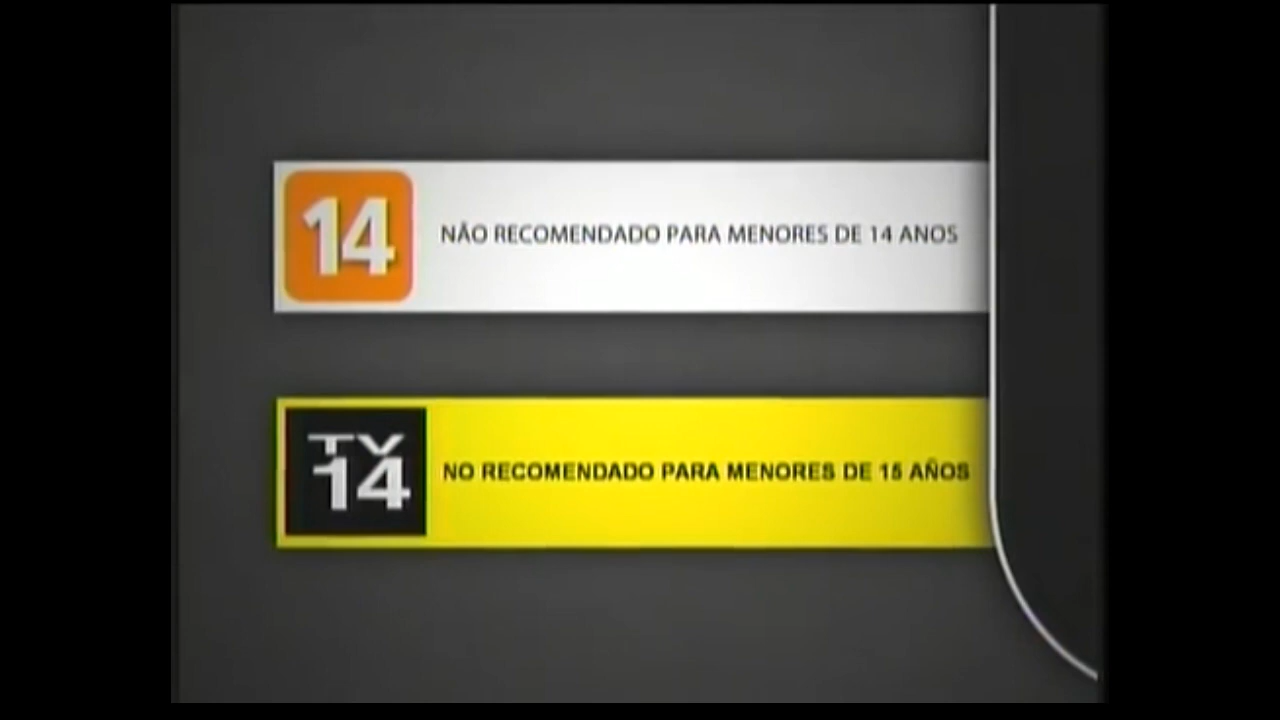 14
NÃO RECOMENDADO PARA MENORES DE 14 ANOS
TV
14
NO RECOMENDADO PARA MENORES DE 15 AÑOS